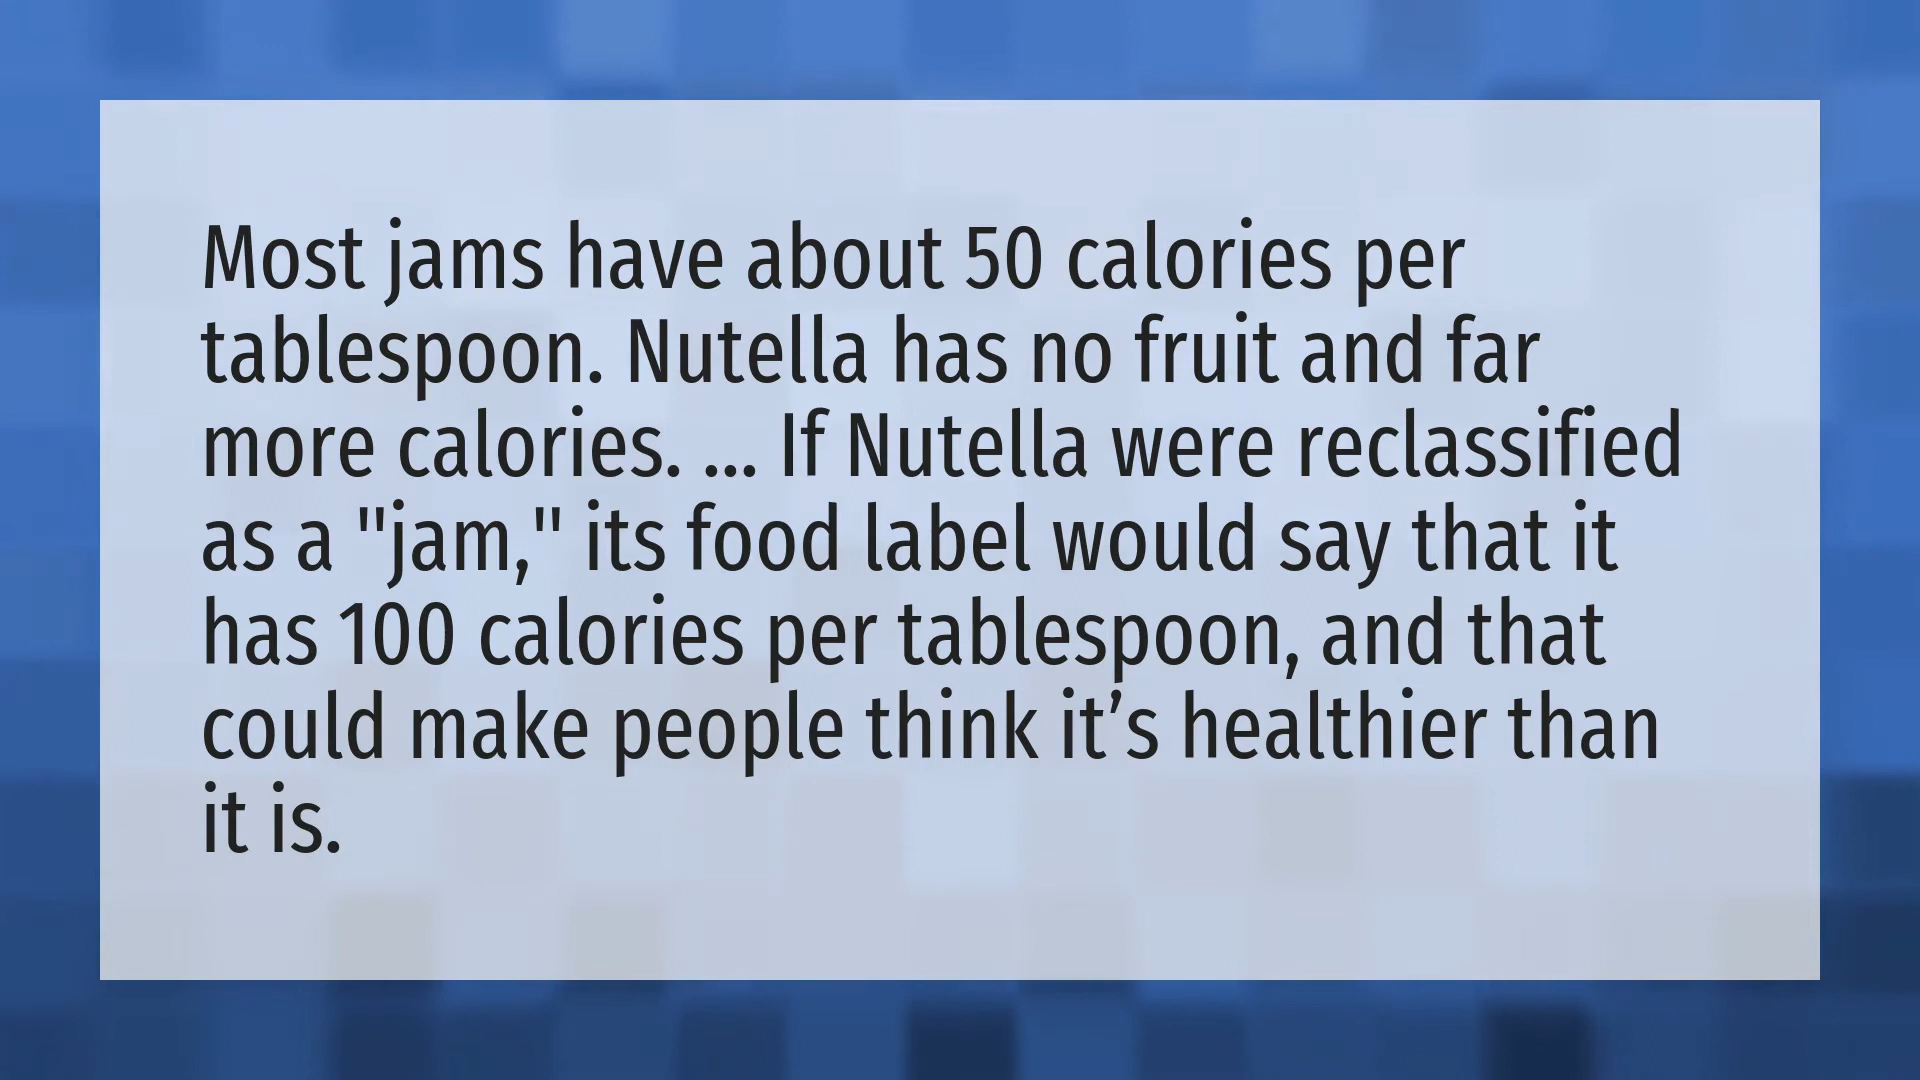 Most jams have about 50 calories per
tablespoon. Nutella has no fruit and far
more calories. ... If Nutella were reclassified
as a "jam," its food label would say that it
has 100 calories per tablespoon, and that
could make people think it’s healthier than
it is.